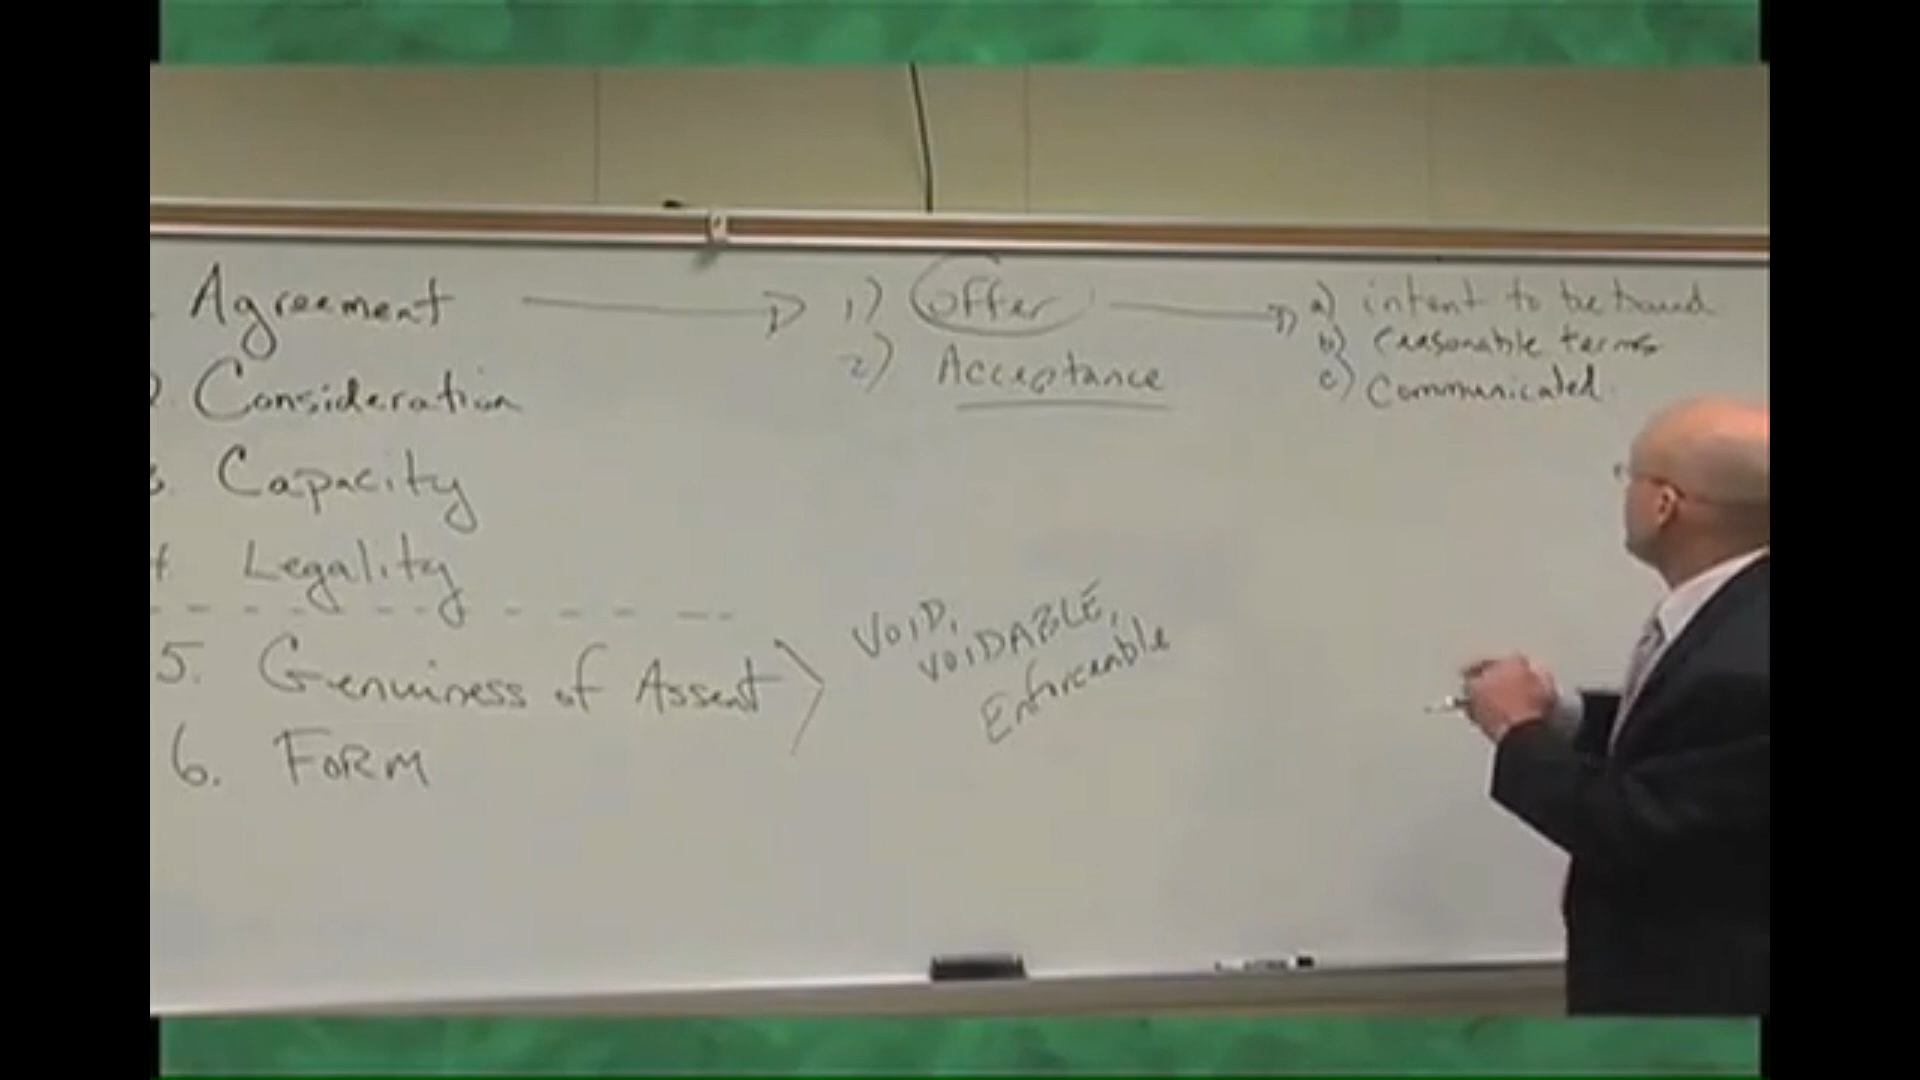 . Agreement
1) Offer
a) intent to be bound
b) reasonable terms
c) Communicated
2) Acceptance
2. Consideration
3. Capacity
4. Legality
5. Genuiness of Assent
VOID,
VOIDABLE,
Enforceable
6. FORM